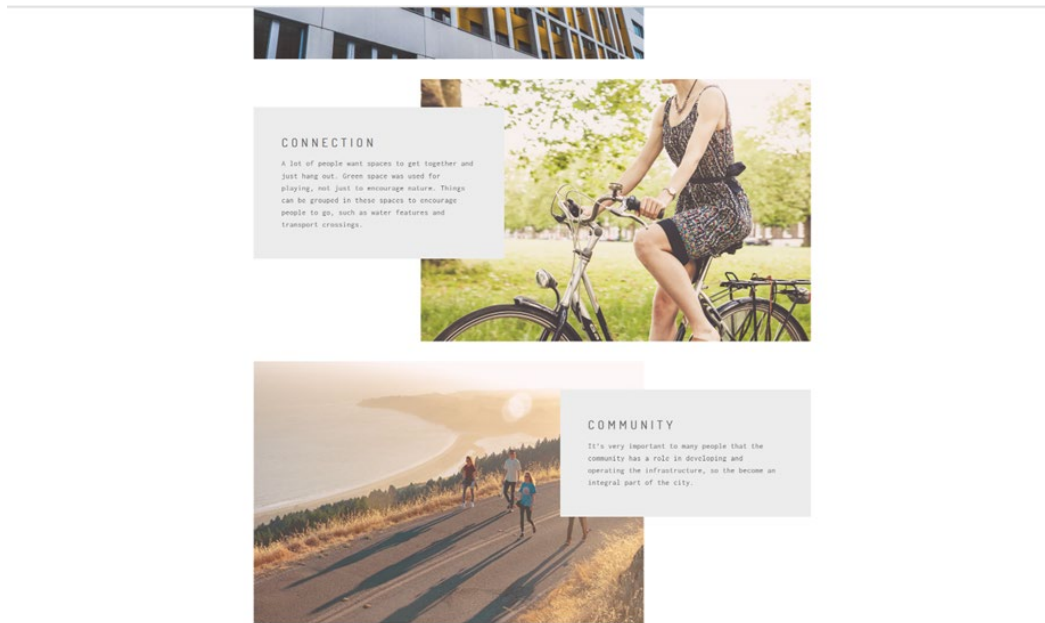 CONNECTION
A lot of people want spaces to get together and
just hang out. Green space was used for
playing, not just to encourage nature. Things
can be grouped in these spaces to encourage
people to go, such as water features and
transport crossings.
COMMUNITY
It's very important to many people that the
community has a role in developing and
operating the infrastructure, so the become an
integral part of the city.